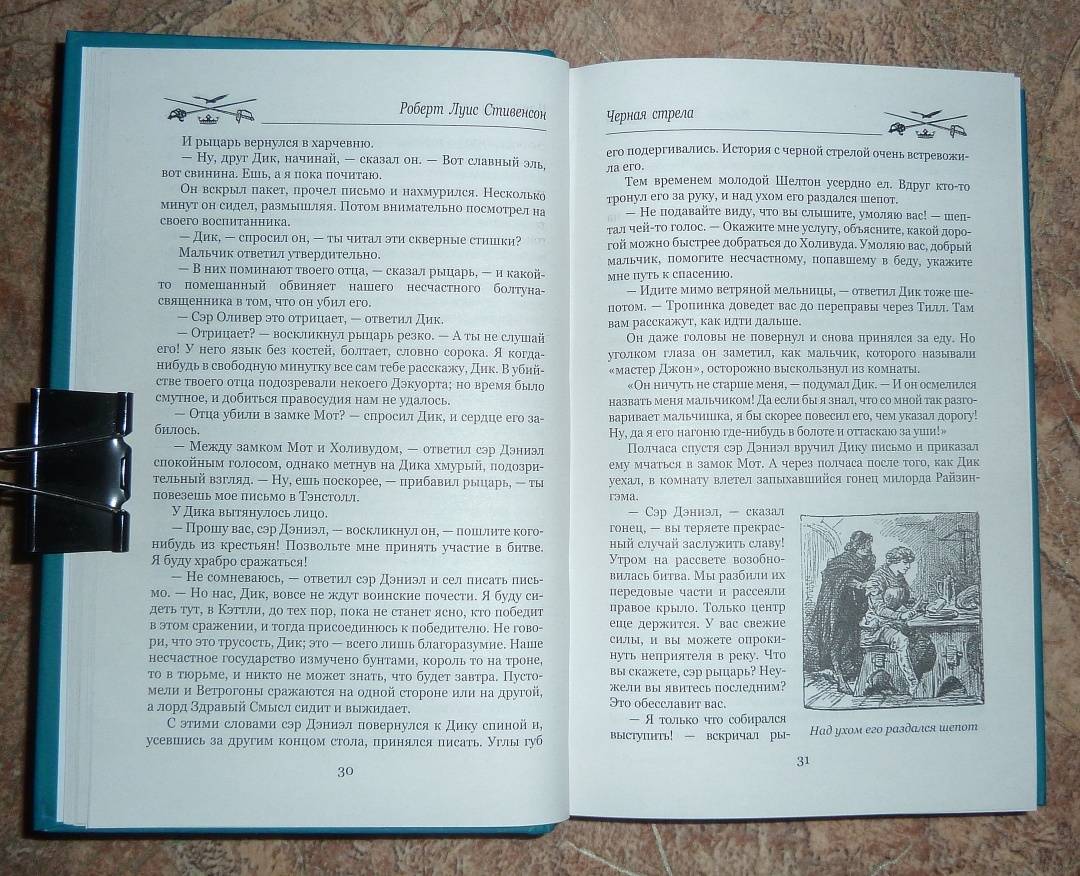 Роберт Луис Стивенсон
И рыцарь вернулся в харчевню.
— Ну, друг Дик, начинай, — сказал он. — Вот славный эль,
вот свинина. Ешь, а я пока почитаю.
Он вскрыл пакет, прочел письмо и нахмурился. Несколько
минут он сидел, размышляя. Потом внимательно посмотрел на
своего воспитанника.
— Дик, — спросил он, — ты читал эти скверные стишки?
Мальчик ответил утвердительно.
— В них поминают твоего отца, — сказал рыцарь, — и какой-
то помешанный обвиняет нашего несчастного болтуна-
священника в том, что он убил его.
— Сэр Оливер это отрицает, — ответил Дик.
— Отрицает? — воскликнул рыцарь резко. — А ты не слушай
его! У него язык без костей, болтает, словно сорока. Я когда-
нибудь в свободную минутку все сам тебе расскажу, Дик. В убий-
стве твоего отца подозревали некоего Дэкуорта; но время было
смутное, и добиться правосудия нам не удалось.
— Отца убили в замке Мот? — спросил Дик, и сердце его за-
билось.
— Между замком Мот и Холивудом, — ответил сэр Дэниэл
спокойным голосом, однако метнув на Дика хмурый, подозри-
тельный взгляд. — Ну, ешь поскорее, — прибавил рыцарь, — ты
повезешь мое письмо в Тэнстолл.
У Дика вытянулось лицо.
— Прошу вас, сэр Дэниэл, — воскликнул он, — пошлите кого-
нибудь из крестьян! Позвольте мне принять участие в битве.
Я буду храбро сражаться!
— Не сомневаюсь, — ответил сэр Дэниэл и сел писать пись-
мо. — Но нас, Дик, вовсе не ждут воинские почести. Я буду си-
деть тут, в Кэттли, до тех пор, пока не станет ясно, кто победит
в этом сражении, и тогда присоединюсь к победителю. Не гово-
ри, что это трусость, Дик; это — всего лишь благоразумие. Наше
несчастное государство измучено бунтами, король то на троне,
то в тюрьме, и никто не может знать, что будет завтра. Пусто-
мели и Ветрогоны сражаются на одной стороне или на другой,
а лорд Здравый Смысл сидит и выжидает.
С этими словами сэр Дэниэл повернулся к Дику спиной и,
усевшись за другим концом стола, принялся писать. Углы губ
30
Черная стрела
его подергивались. История с черной стрелой очень встревожи-
ла его.
Тем временем молодой Шелтон усердно ел. Вдруг кто-то
тронул его за руку, и над ухом его раздался шепот.
— Не подавайте виду, что вы слышите, умоляю вас! — шеп-
тал чей-то голос. — Окажите мне услугу, объясните, какой доро-
гой можно быстрее добраться до Холивуда. Умоляю вас, добрый
мальчик, помогите несчастному, попавшему в беду, укажите
мне путь к спасению.
— Идите мимо ветряной мельницы, — ответил Дик тоже ше-
потом. — Тропинка доведет вас до переправы через Тилл. Там
вам расскажут, как идти дальше.
Он даже головы не повернул и снова принялся за еду. Но
уголком глаза он заметил, как мальчик, которого называли
«мастер Джон», осторожно выскользнул из комнаты.
«Он ничуть не старше меня, — подумал Дик. — И он осмелился
назвать меня мальчиком! Да если бы я знал, что со мной так разго-
варивает мальчишка, я бы скорее повесил его, чем указал дорогу!
Ну, да я его нагоню где-нибудь в болоте и оттаскаю за уши!»
Полчаса спустя сэр Дэниэл вручил Дику письмо и приказал
ему мчаться в замок Мот. А через полчаса после того, как Дик
уехал, в комнату влетел запыхавшийся гонец милорда Райзин-
гэма.
— Сэр Дэниэл, — сказал
гонец, — вы теряете прекрас-
ный случай заслужить славу!
Утром на рассвете возобно-
вилась битва. Мы разбили их
передовые части и рассеяли
правое крыло. Только центр
еще держится. У вас свежие
силы, и вы можете опроки-
нуть неприятеля в реку. Что
вы скажете, сэр рыцарь? Неу-
жели вы явитесь последним?
Это обесславит вас.
— Я только что собирался
выступить! — вскричал ры-
Над ухом его раздался шепот
31